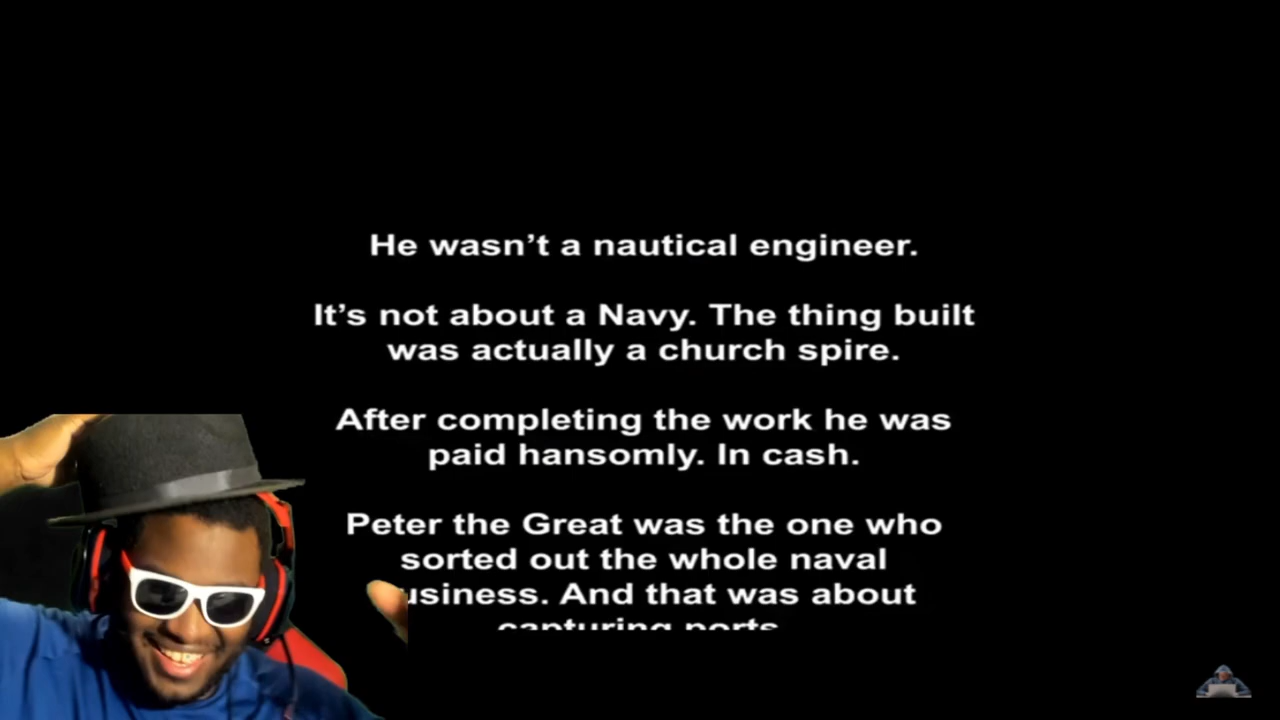 He wasn’t a nautical engineer.
It’s not about a Navy. The thing built
was actually a church spire.
After completing the work he was
paid hansomly. In cash.
Peter the Great was the one who
sorted out the whole naval
usiness. And that was about
capturing ports